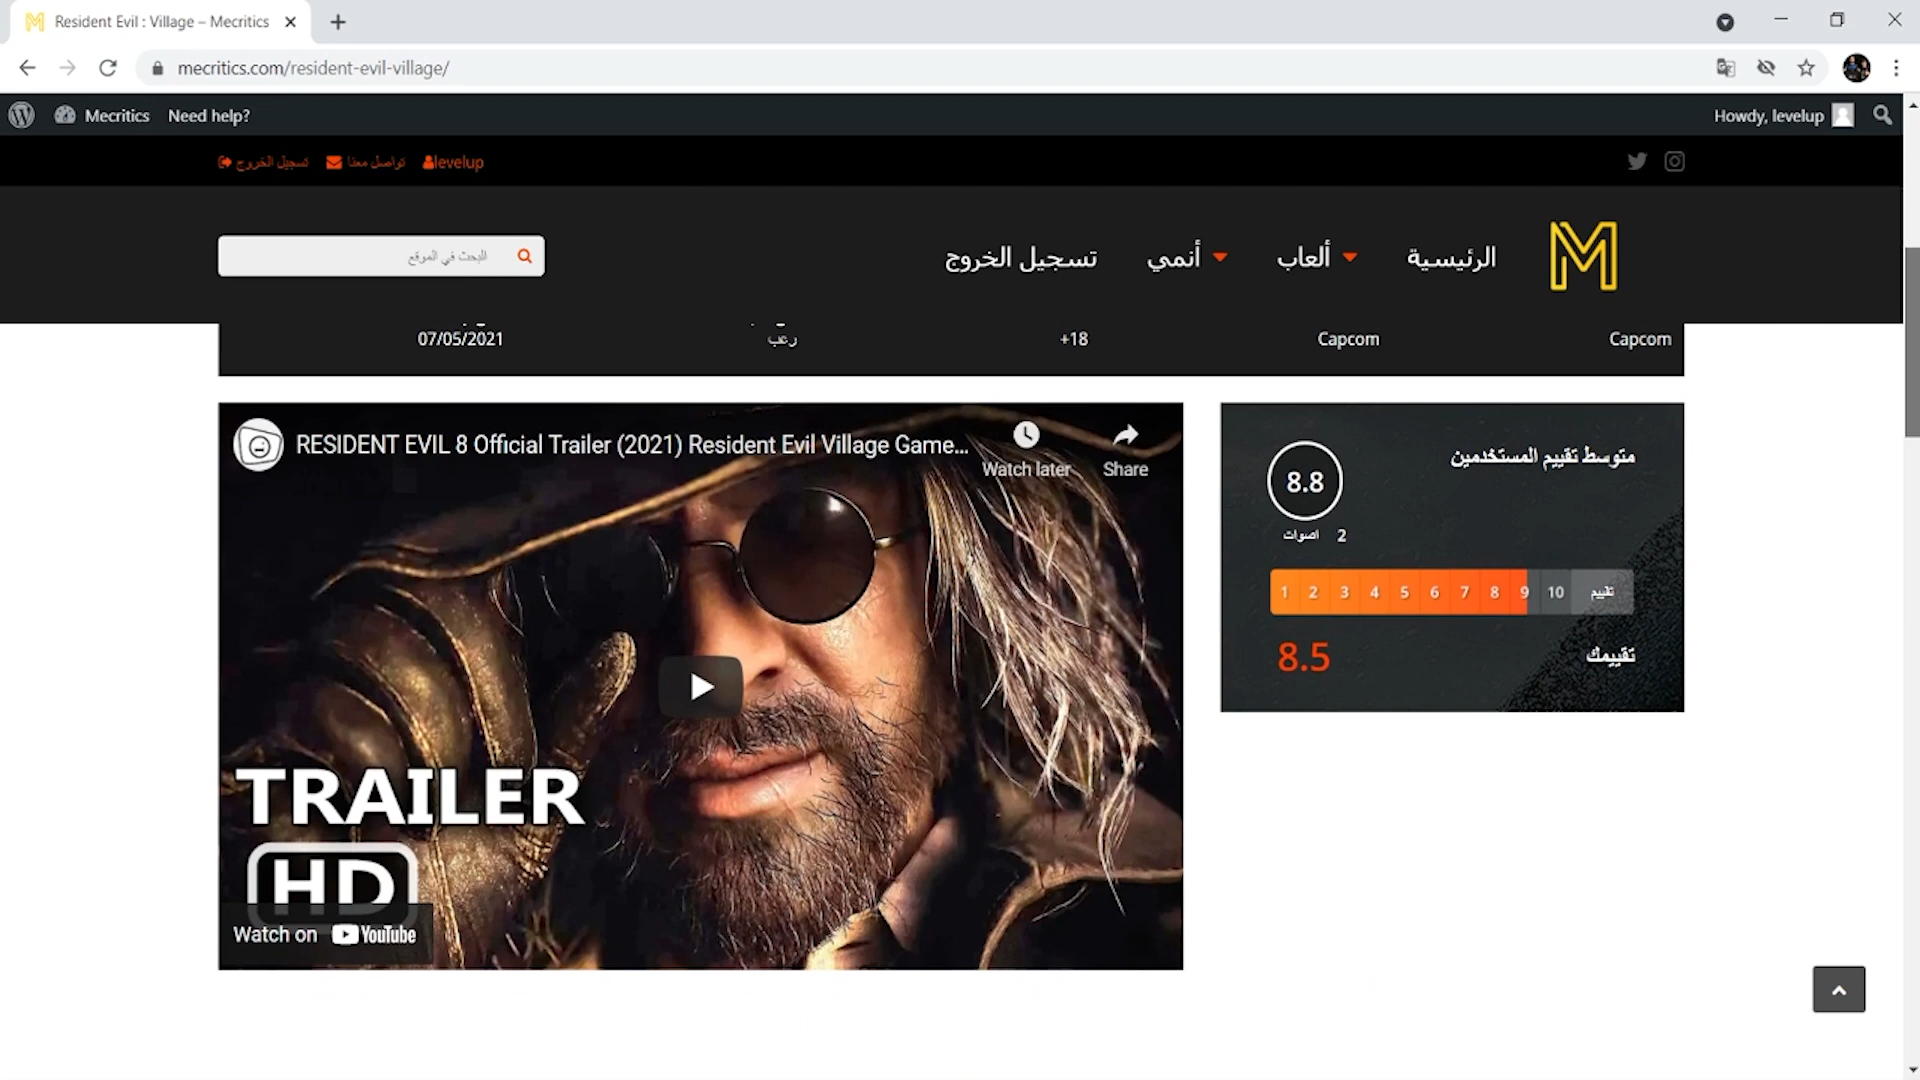 Resident Evil : Village – Mecritics
mecritics.com/resident-evil-village/
Mecritics
Need help?
Howdy, levelup
levelup
تواصل معنا
تسجيل الخروج
الرئيسية
ألعاب
أنمي
تسجيل الخروج
البحث في الموقع
Capcom
Capcom
+18
رعب
07/05/2021
RESIDENT EVIL 8 Official Trailer (2021) Resident Evil Village Game...
Watch later
Share
TRAILER
HD
Watch on YouTube
متوسط تقييم المستخدمين
8.8
2 اصوات
1 2 3 4 5 6 7 8 9 10 تقييم
تقييمك
8.5